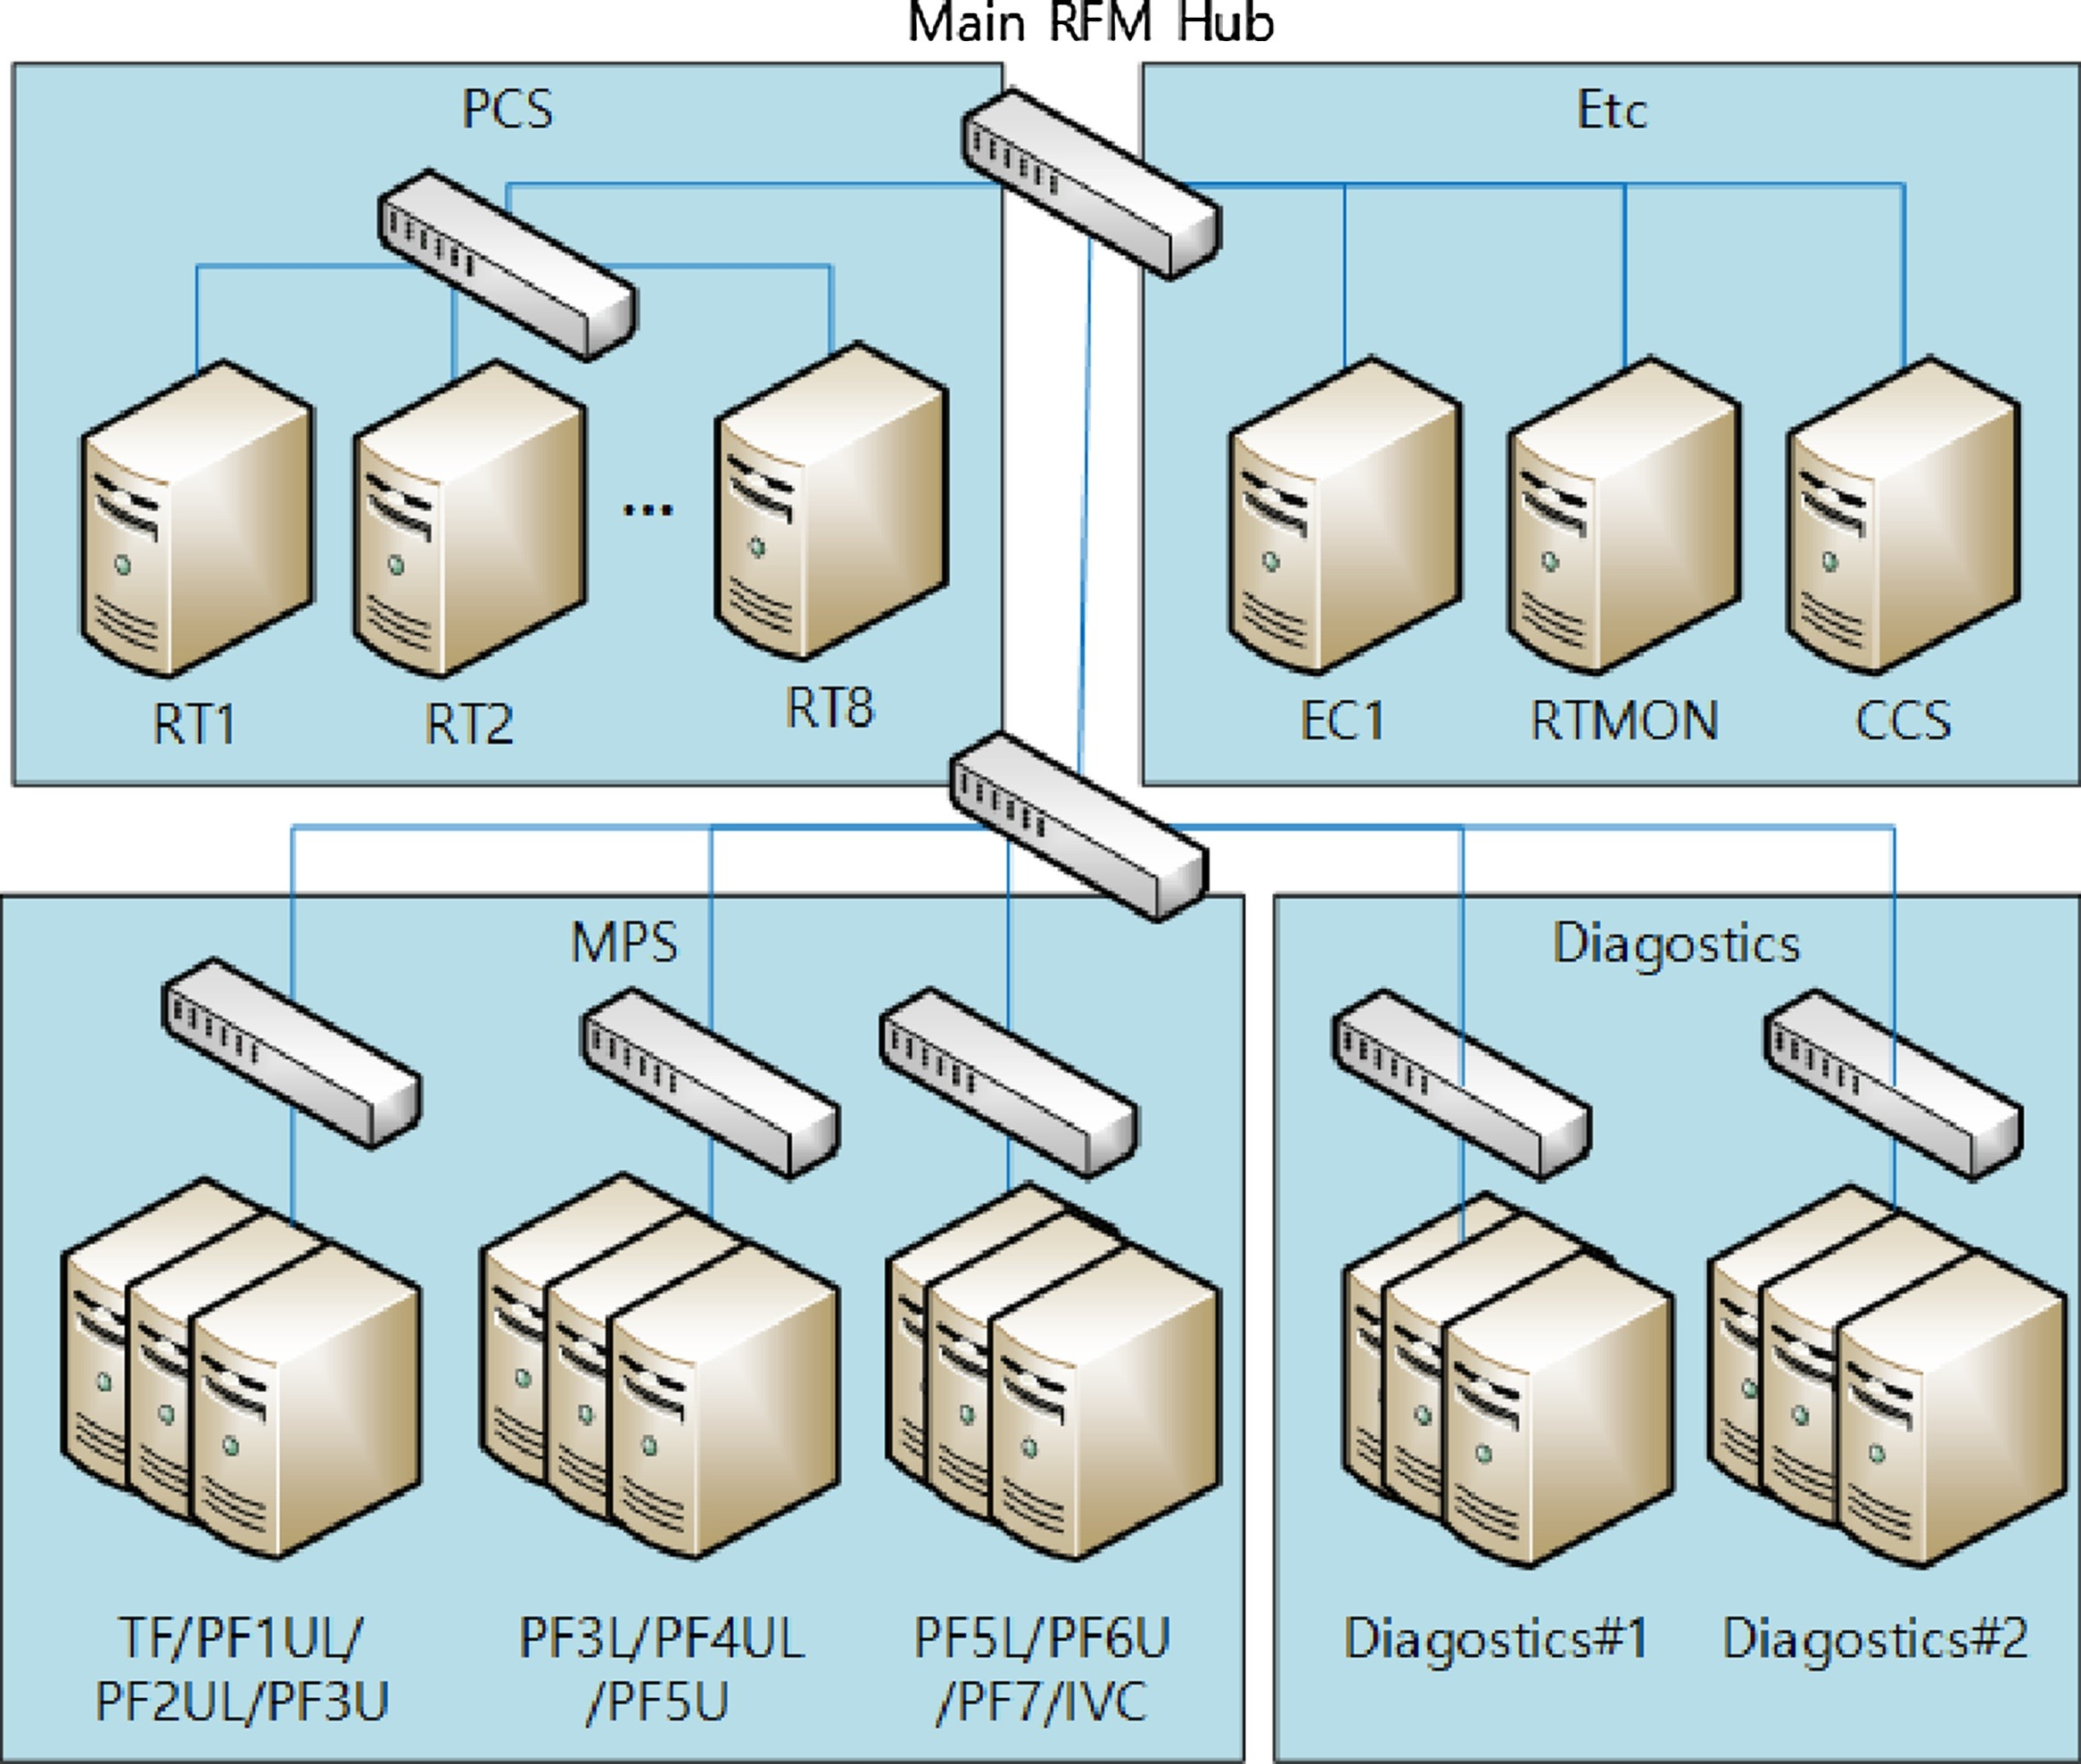 Main RFM Hub
PCS
Etc
...
RT1
RT2
RT8
EC1
RTMON
CCS
MPS
Diagostics
TF/PF1UL/
PF2UL/PF3U
PF3L/PF4UL
/PF5U
PF5L/PF6U
/PF7/IVC
Diagostics#1
Diagostics#2